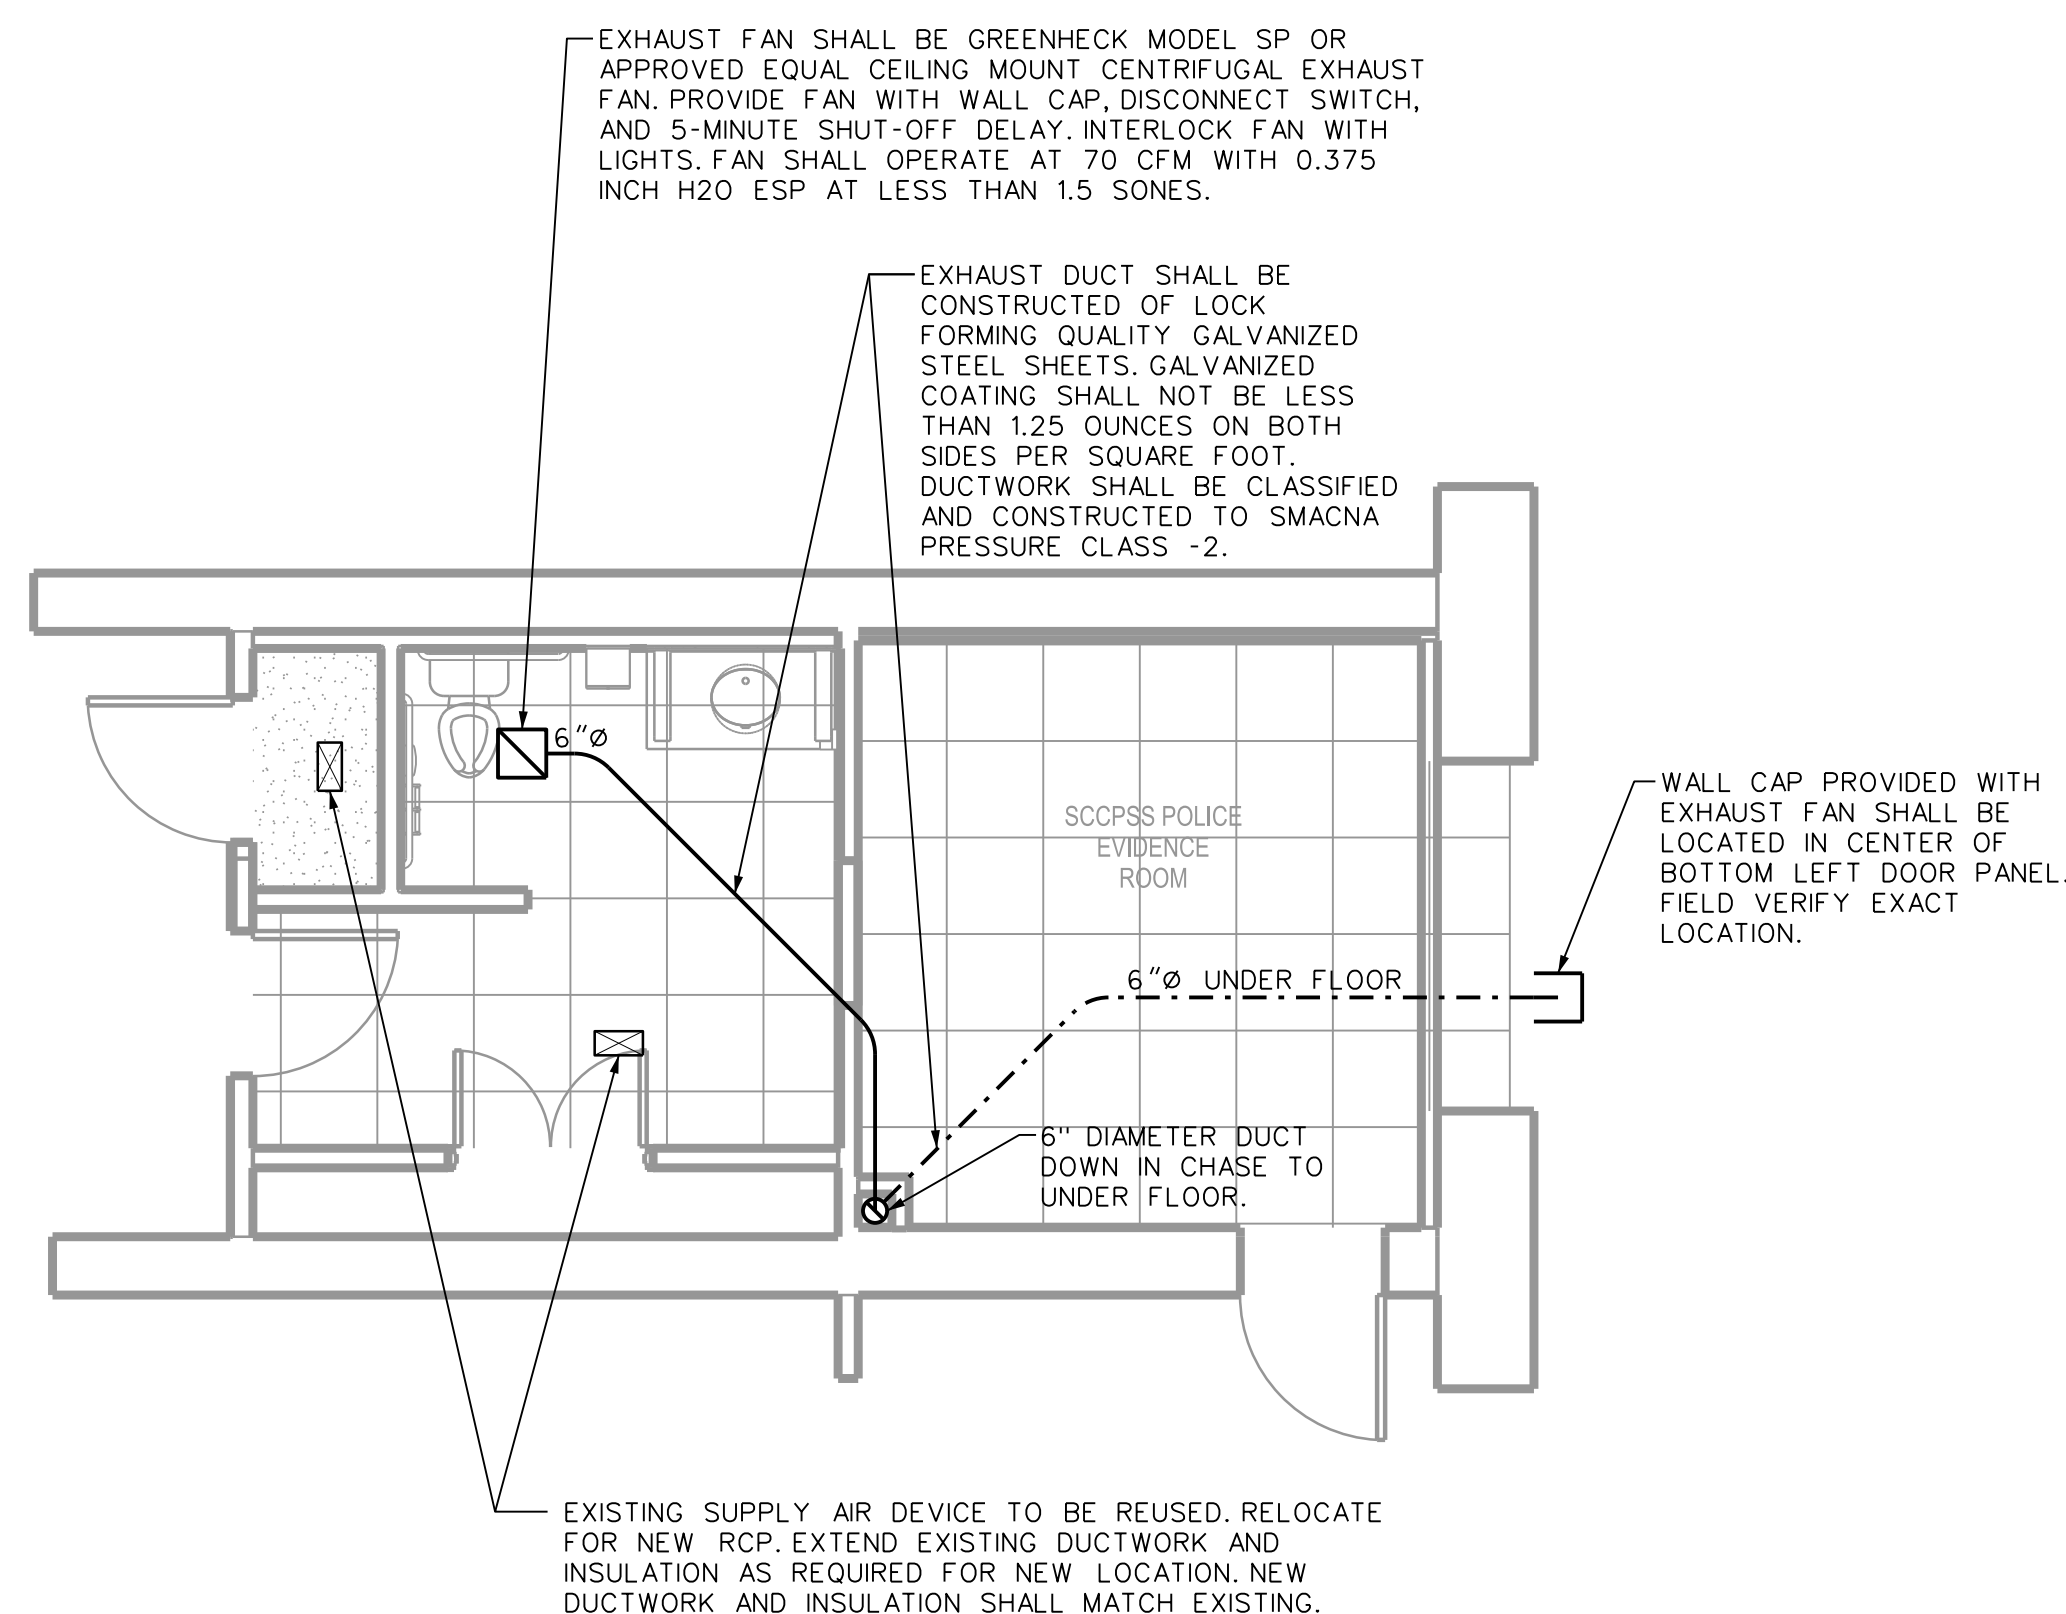 EXHAUST FAN SHALL BE GREENHECK MODEL SP OR
APPROVED EQUAL CEILING MOUNT CENTRIFUGAL EXHAUST
FAN. PROVIDE FAN WITH WALL CAP, DISCONNECT SWITCH,
AND 5-MINUTE SHUT-OFF DELAY. INTERLOCK FAN WITH
LIGHTS. FAN SHALL OPERATE AT 70 CFM WITH 0.375
INCH H2O ESP AT LESS THAN 1.5 SONES.
EXHAUST DUCT SHALL BE
CONSTRUCTED OF LOCK
FORMING QUALITY GALVANIZED
STEEL SHEETS. GALVANIZED
COATING SHALL NOT BE LESS
THAN 1.25 OUNCES ON BOTH
SIDES PER SQUARE FOOT.
DUCTWORK SHALL BE CLASSIFIED
AND CONSTRUCTED TO SMACNA
PRESSURE CLASS -2.
6"Ø
SCCPSS POLICE
EVIDENCE
ROOM
WALL CAP PROVIDED WITH
EXHAUST FAN SHALL BE
LOCATED IN CENTER OF
BOTTOM LEFT DOOR PANEL.
FIELD VERIFY EXACT
LOCATION.
6"Ø UNDER FLOOR
6" DIAMETER DUCT
DOWN IN CHASE TO
UNDER FLOOR.
EXISTING SUPPLY AIR DEVICE TO BE REUSED. RELOCATE
FOR NEW RCP. EXTEND EXISTING DUCTWORK AND
INSULATION AS REQUIRED FOR NEW LOCATION. NEW
DUCTWORK AND INSULATION SHALL MATCH EXISTING.